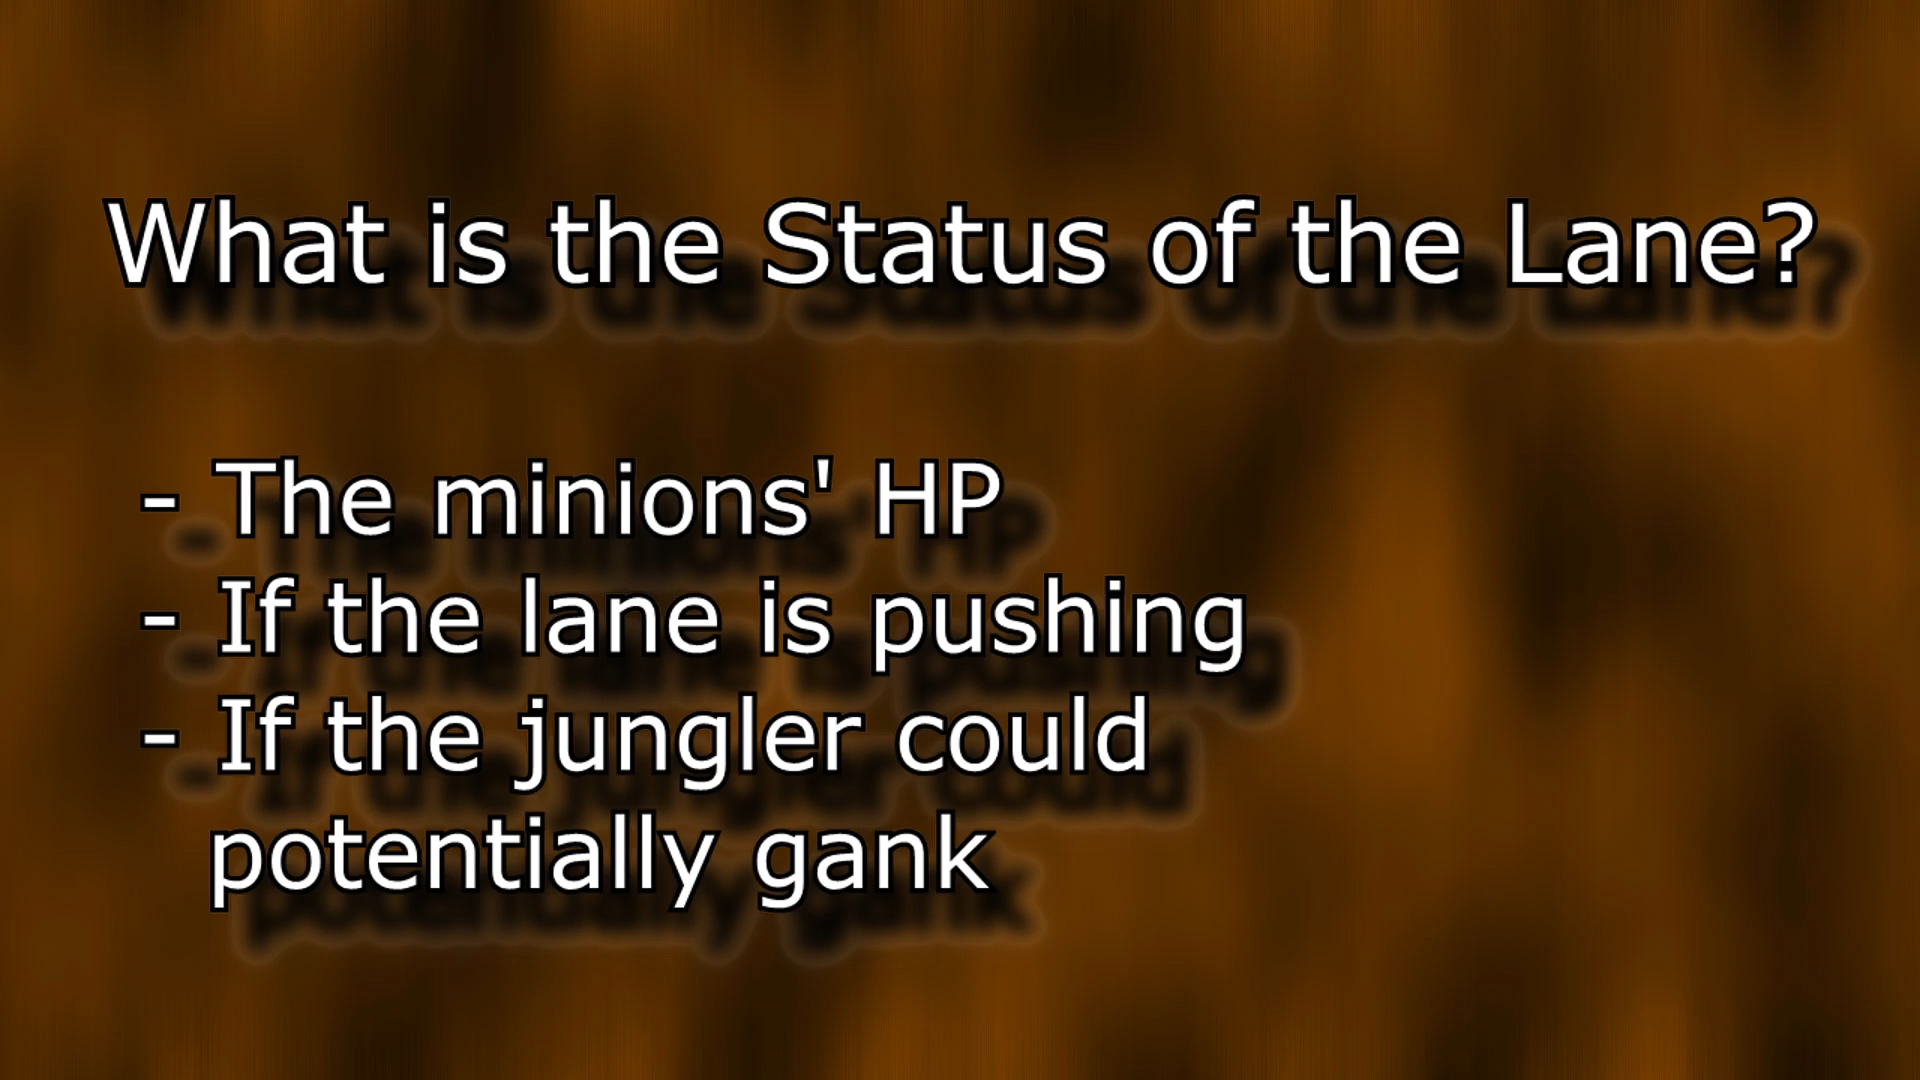 What is the Status of the Lane?
- The minions' HP
- If the lane is pushing
- If the jungler could
potentially gank